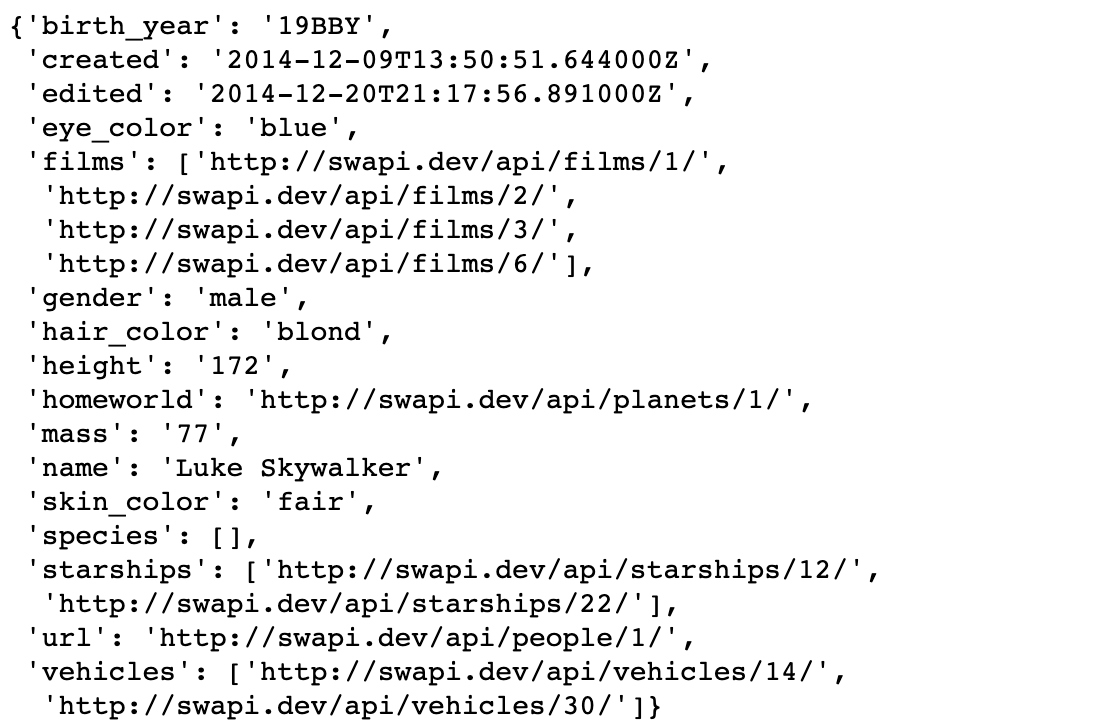 {'birth_year': '19BBY',
 'created': '2014-12-09T13:50:51.644000Z',
 'edited': '2014-12-20T21:17:56.891000Z',
 'eye_color': 'blue',
 'films': ['http://swapi.dev/api/films/1/',
  'http://swapi.dev/api/films/2/',
  'http://swapi.dev/api/films/3/',
  'http://swapi.dev/api/films/6/'],
 'gender': 'male',
 'hair_color': 'blond',
 'height': '172',
 'homeworld': 'http://swapi.dev/api/planets/1/',
 'mass': '77',
 'name': 'Luke Skywalker',
 'skin_color': 'fair',
 'species': [],
 'starships': ['http://swapi.dev/api/starships/12/',
  'http://swapi.dev/api/starships/22/'],
 'url': 'http://swapi.dev/api/people/1/',
 'vehicles': ['http://swapi.dev/api/vehicles/14/',
  'http://swapi.dev/api/vehicles/30/']}